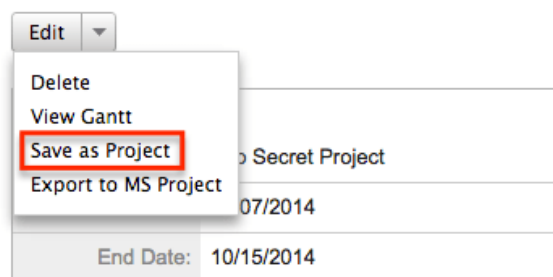 Edit
Delete
View Gantt
Save as Project
Secret Project
Export to MS Project
07/2014
End Date: 10/15/2014